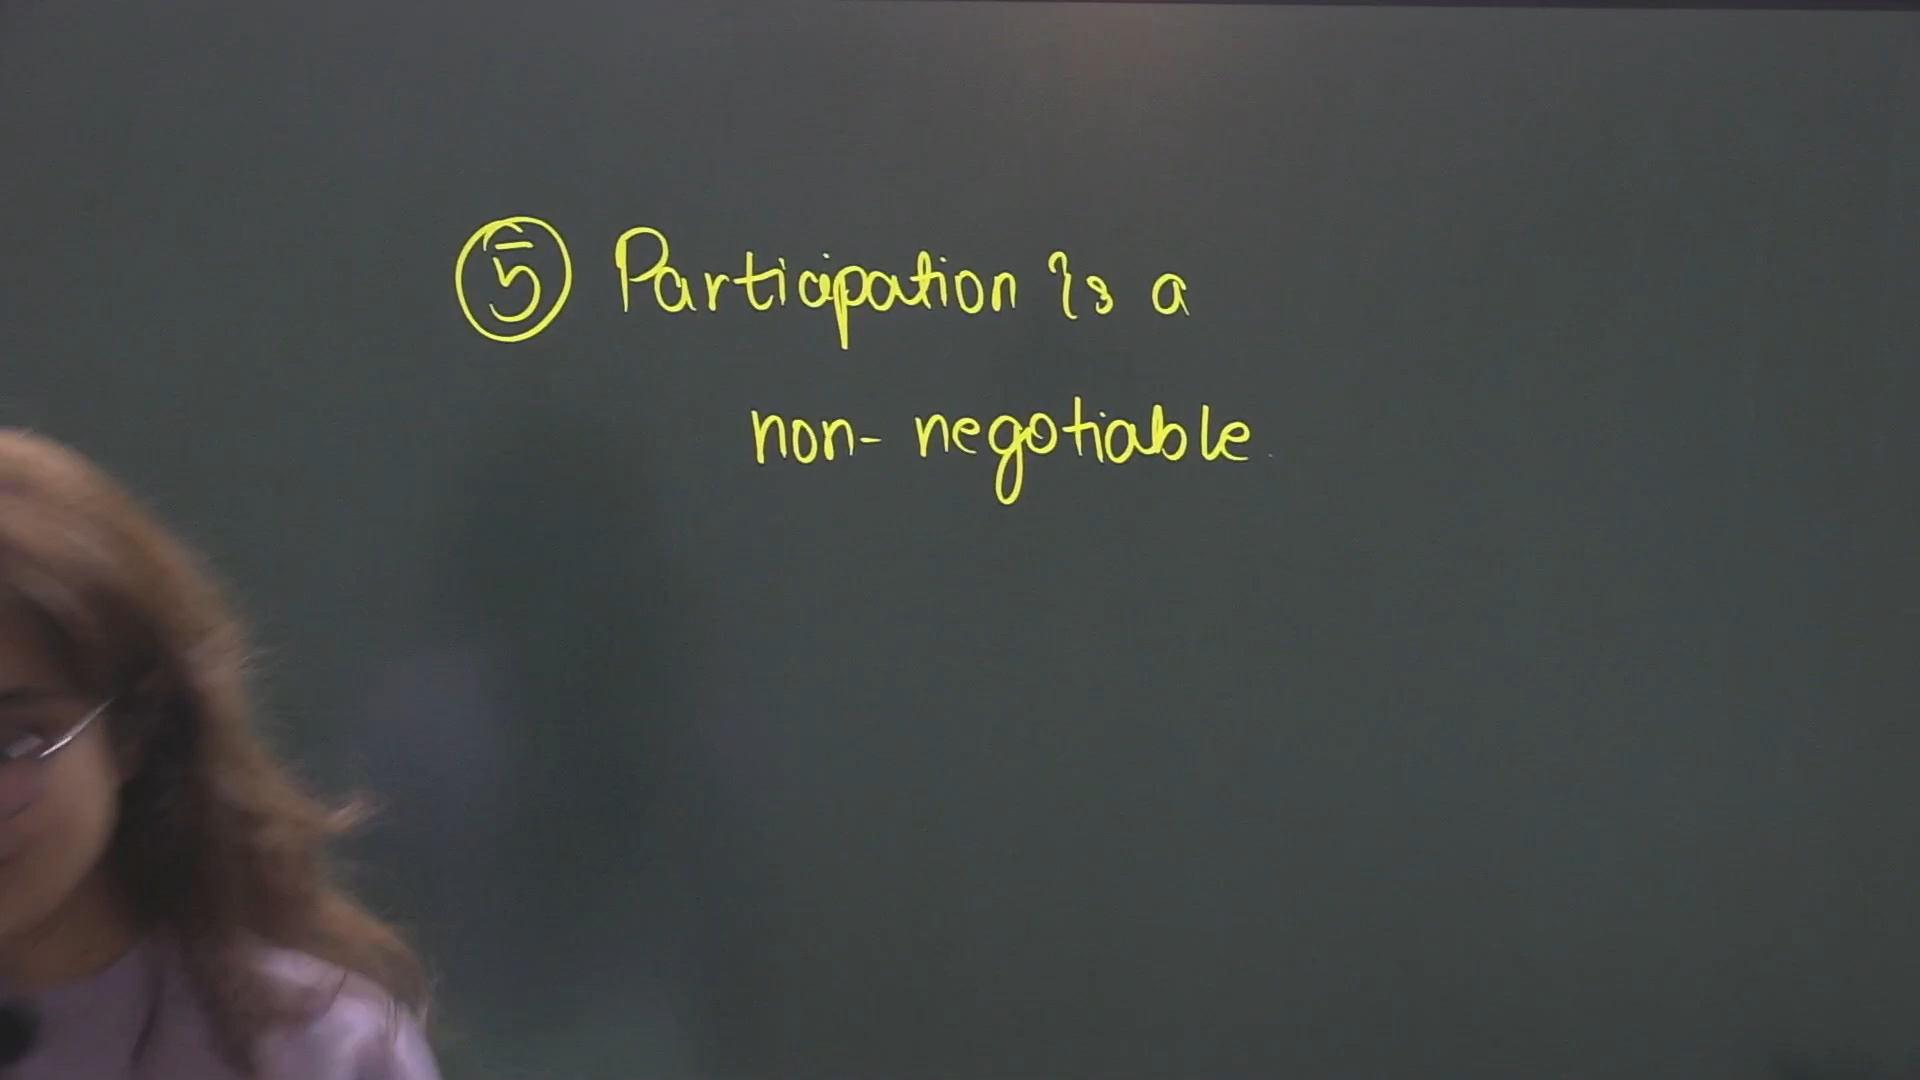 ⑤ Participation is a
non-negotiable